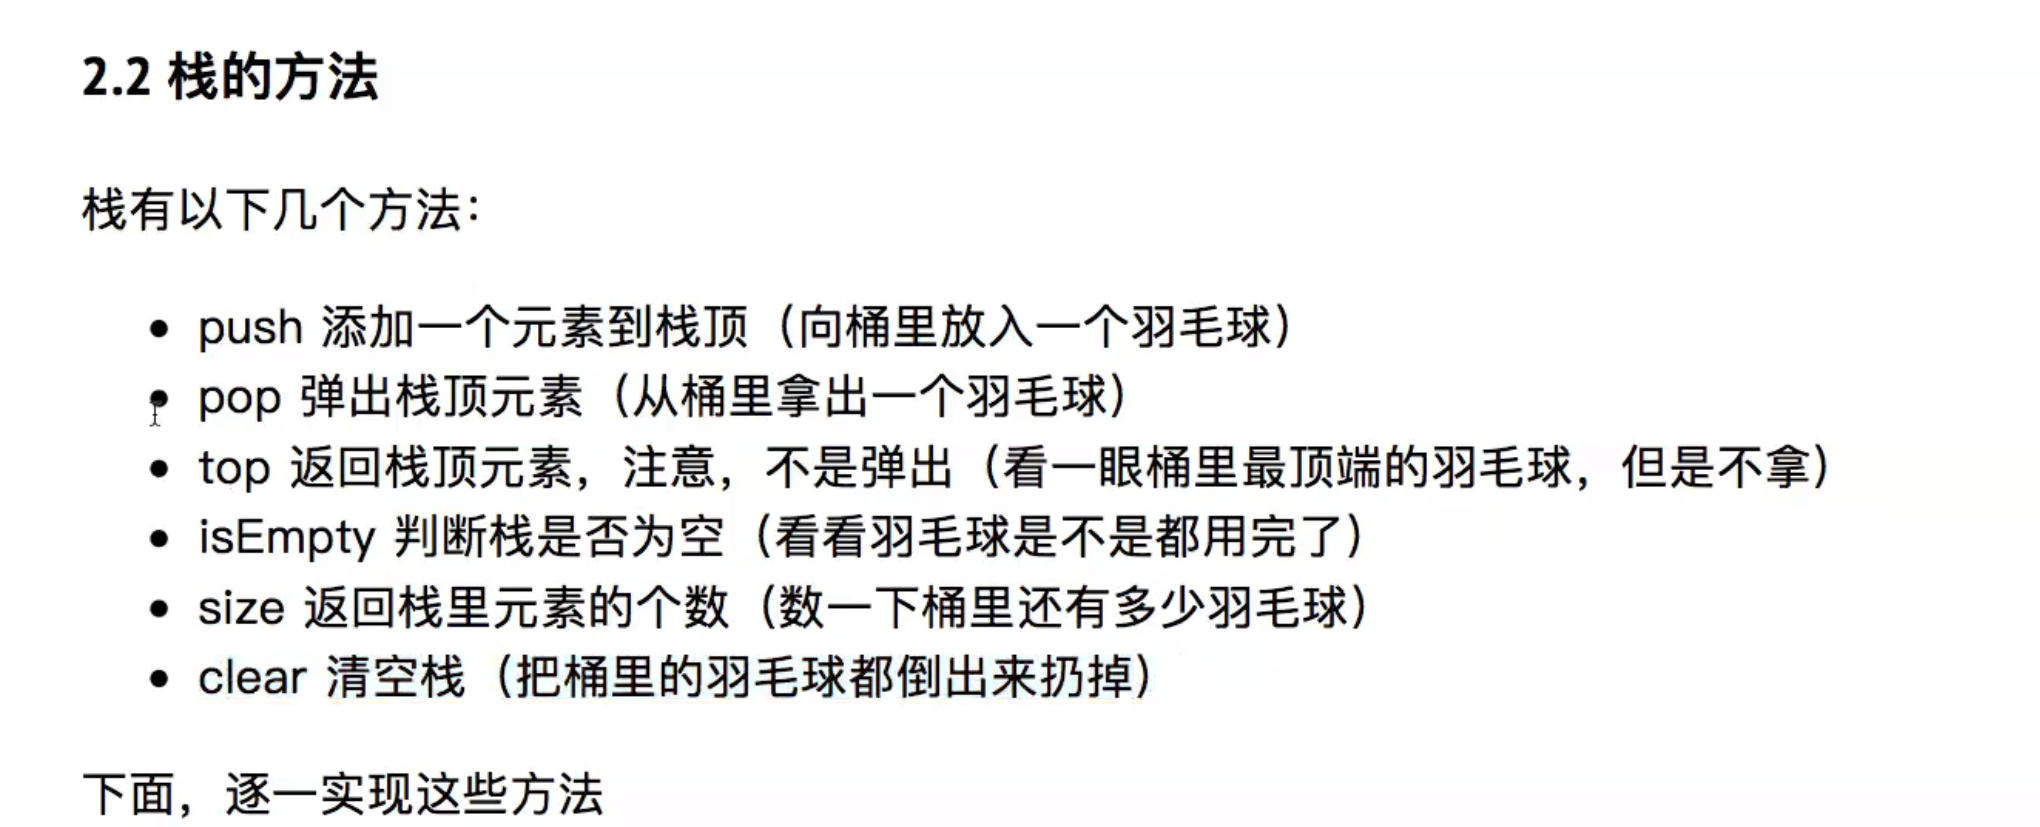 2.2 栈的方法
栈有以下几个方法：
• push 添加一个元素到栈顶（向桶里放入一个羽毛球）
• pop 弹出栈顶元素（从桶里拿出一个羽毛球）
• top 返回栈顶元素，注意，不是弹出（看一眼桶里最顶端的羽毛球，但是不拿）
• isEmpty 判断栈是否为空（看看羽毛球是不是都用完了）
• size 返回栈里元素的个数（数一下桶里还有多少羽毛球）
• clear 清空栈（把桶里的羽毛球都倒出来扔掉）
下面，逐一实现这些方法